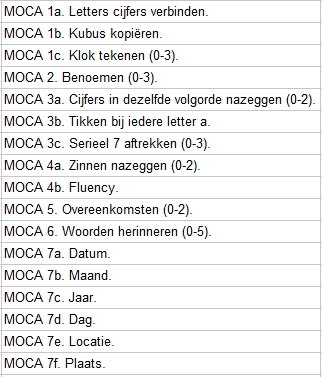 MOCA 1a. Letters cijfers verbinden.
MOCA 1b. Kubus kopiëren.
MOCA 1c. Klok tekenen (0-3).
MOCA 2. Benoemen (0-3).
MOCA 3a. Cijfers in dezelfde volgorde nazeggen (0-2).
MOCA 3b. Tikken bij iedere letter a.
MOCA 3c. Serieel 7 aftrekken (0-3).
MOCA 4a. Zinnen nazeggen (0-2).
MOCA 4b. Fluency.
MOCA 5. Overeenkomsten (0-2).
MOCA 6. Woorden herinneren (0-5).
MOCA 7a. Datum.
MOCA 7b. Maand.
MOCA 7c. Jaar.
MOCA 7d. Dag.
MOCA 7e. Locatie.
MOCA 7f. Plaats.